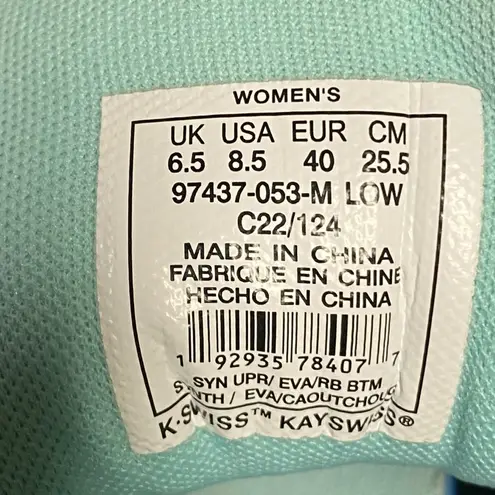 WOMEN'S
UK USA EUR CM
6.5 8.5 40 25.5
97437-053-M LOW
C22/124
MADE IN CHINA
FABRIQUE EN CHINE
HECHO EN CHINA
1 92935 78407 7
SYN UPR/ EVA/RB BTM
/ EVA/CAOUTCHOUC
K-SWISS™ KAYSWISS®